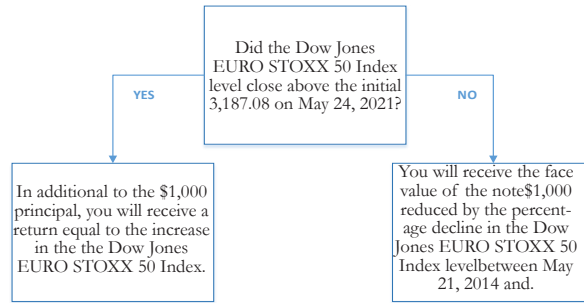 Did the Dow Jones
EURO STOXX 50 Index
level close above the initial
3,187.08 on May 24, 2021?
YES
NO
In additional to the $1,000
principal, you will receive a
return equal to the increase
in the the Dow Jones
EURO STOXX 50 Index.
You will receive the face
value of the note$1,000
reduced by the percent-
age decline in the Dow
Jones EURO STOXX 50
Index levelbetween May
21, 2014 and.